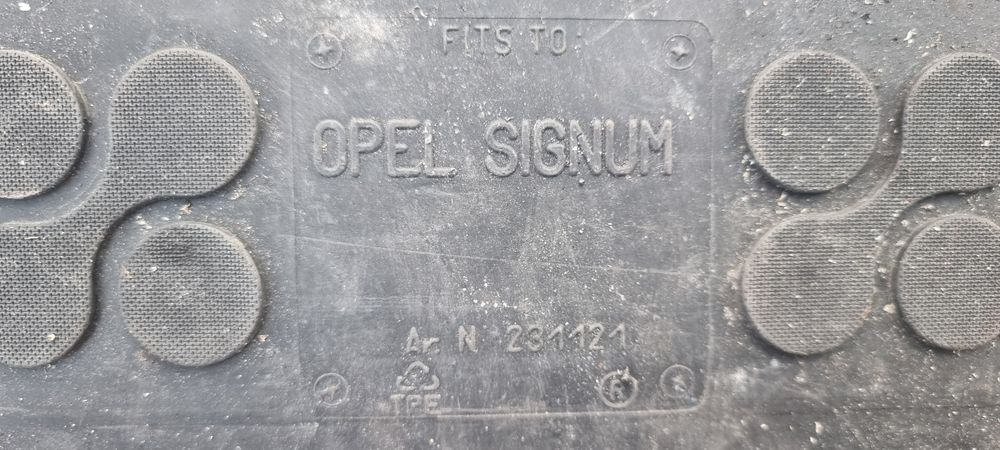 FITS TO:
OPEL SIGNUM
Ar. N 231121
TPE